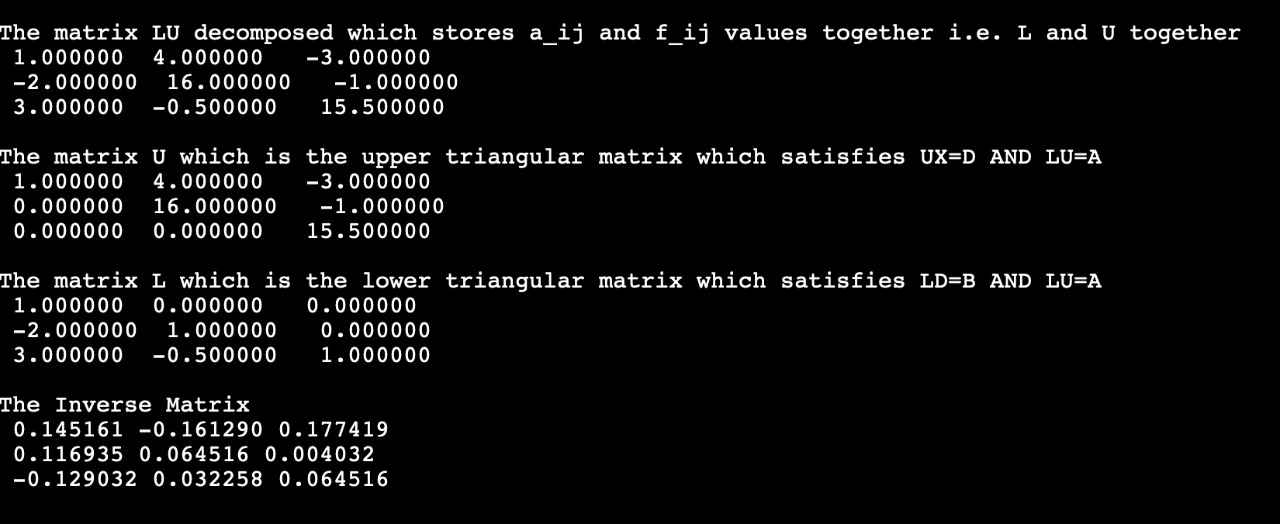 The matrix LU decomposed which stores a_ij and f_ij values together i.e. L and U together
1.000000 4.000000 -3.000000
-2.000000 16.000000 -1.000000
3.000000 -0.500000 15.500000
The matrix U which is the upper triangular matrix which satisfies UX=D AND LU=A
1.000000 4.000000 -3.000000
0.000000 16.000000 -1.000000
0.000000 0.000000 15.500000
The matrix L which is the lower triangular matrix which satisfies LD=B AND LU=A
1.000000 0.000000 0.000000
-2.000000 1.000000 0.000000
3.000000 -0.500000 1.000000
The Inverse Matrix
0.145161 -0.161290 0.177419
0.116935 0.064516 0.004032
-0.129032 0.032258 0.064516